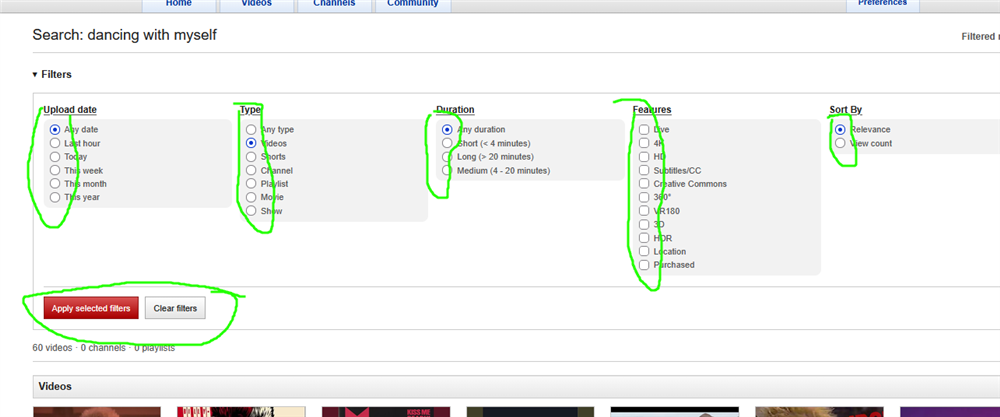 Home Videos Channels Community Preferences
Search: dancing with myself
Filtered
▾ Filters
Upload date
Any date
Last hour
Today
This week
This month
This year
Type
Any type
Videos
Shorts
Channel
Playlist
Movie
Show
Duration
Any duration
Short (< 4 minutes)
Long (> 20 minutes)
Medium (4 - 20 minutes)
Features
Live
4K
HD
Subtitles/CC
Creative Commons
360°
VR180
3D
HDR
Location
Purchased
Sort By
Relevance
View count
Apply selected filters Clear filters
60 videos · 0 channels · 0 playlists
Videos
KISS ME